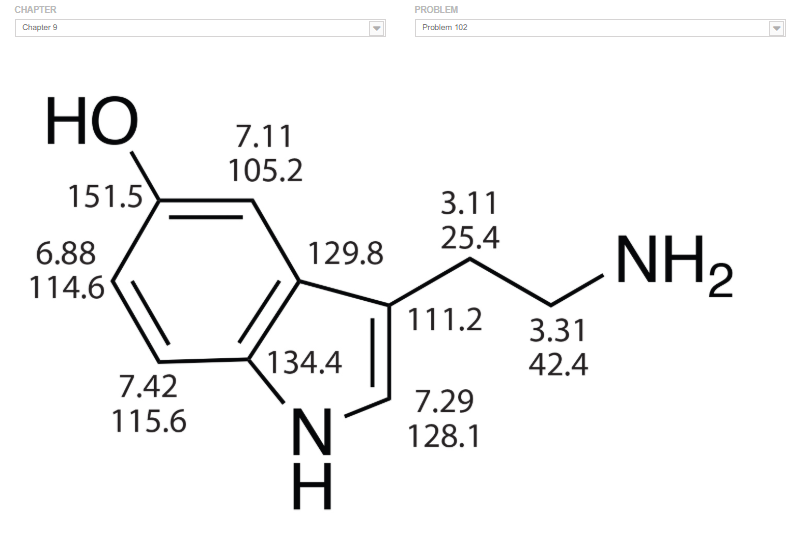 CHAPTER
PROBLEM
Chapter 9
Problem 102
HO
7.11
105.2
151.5
3.11
25.4
6.88
114.6
129.8
NH2
111.2
3.31
42.4
134.4
7.42
115.6
7.29
128.1
N
H